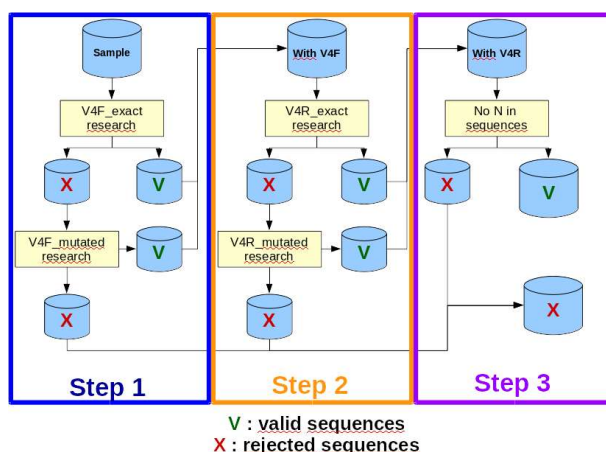 Sample
V4F_exact
research
X
V
V4F_mutated
research
V
X
Step 1
With V4F
V4R_exact
research
X
V
V4R_mutated
research
V
X
Step 2
With V4R
No N in
sequences
X
V
X
Step 3
V : valid sequences
X : rejected sequences